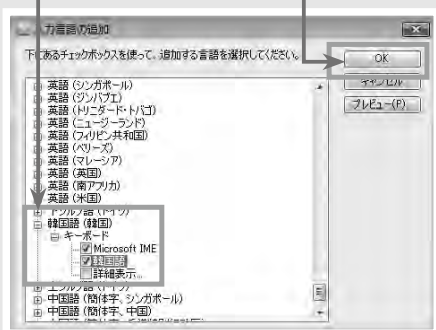 入力言語の追加
下にあるチェックボックスを使って、追加する言語を選択してください。
OK
キャンセル
プレビュー(P)
英語 (シンガポール)
英語 (ジンバブエ)
英語 (トリニダード・トバゴ)
英語 (ニュージーランド)
英語 (フィリピン共和国)
英語 (ベリーズ)
英語 (マレーシア)
英語 (英国)
英語 (南アフリカ)
英語 (米国)
韓国語 (韓国)
キーボード
Microsoft IME
韓国語
詳細表示...
中国語 (簡体字、シンガポール)
中国語 (簡体字、中国)